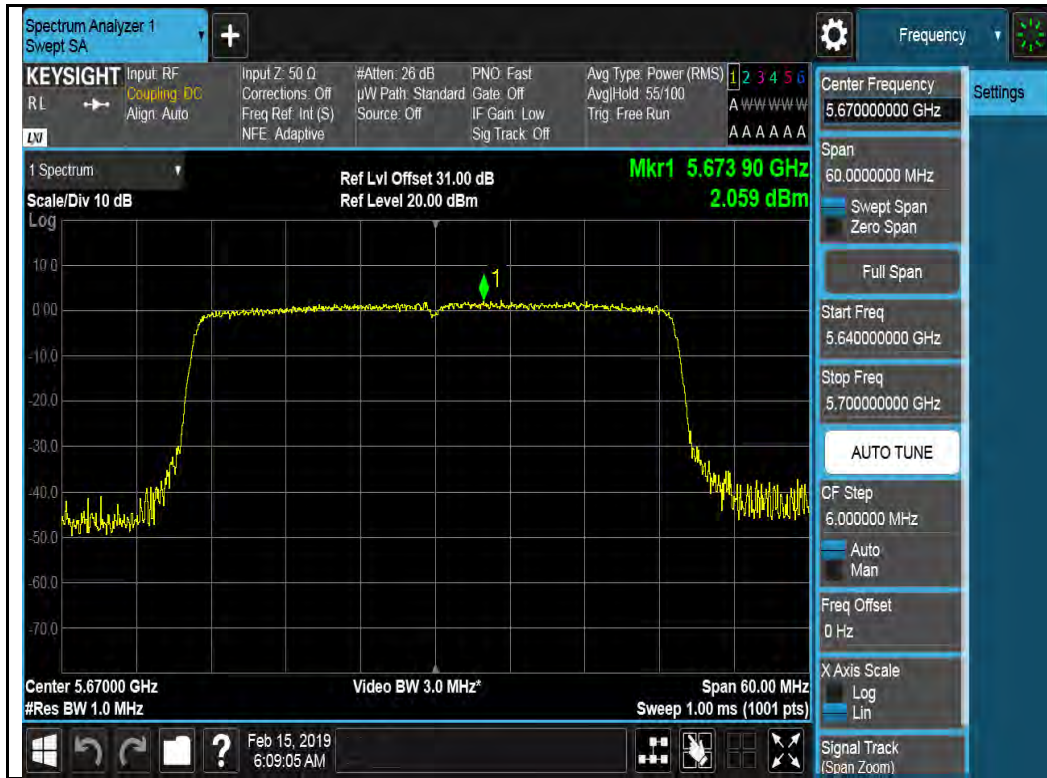 Spectrum Analyzer 1
Swept SA
+
Frequency
KEYSIGHT
RL
LXI
Input: RF
Coupling: DC
Align: Auto
Input Z: 50 Ω
Corrections: Off
Freq Ref: Int (S)
NFE: Adaptive
#Atten: 26 dB
µW Path: Standard
Source: Off
PNO: Fast
Gate: Off
IF Gain: Low
Sig Track: Off
Avg Type: Power (RMS)
Avg|Hold: 55/100
Trig: Free Run
1 2 3 4 5 6
A W W W W W
A A A A A A
1 Spectrum
Scale/Div 10 dB
Log
Ref Lvl Offset 31.00 dB
Ref Level 20.00 dBm
Mkr1 5.673 90 GHz
2.059 dBm
1
10.0
0.00
-10.0
-20.0
-30.0
-40.0
-50.0
-60.0
-70.0
Center 5.67000 GHz
#Res BW 1.0 MHz
Video BW 3.0 MHz*
Span 60.00 MHz
Sweep 1.00 ms (1001 pts)
Center Frequency
5.670000000 GHz
Settings
Span
60.0000000 MHz
Swept Span
Zero Span
Full Span
Start Freq
5.640000000 GHz
Stop Freq
5.700000000 GHz
AUTO TUNE
CF Step
6.000000 MHz
Auto
Man
Freq Offset
0 Hz
X Axis Scale
Log
Lin
Signal Track
(Span Zoom)
?
Feb 15, 2019
6:09:05 AM